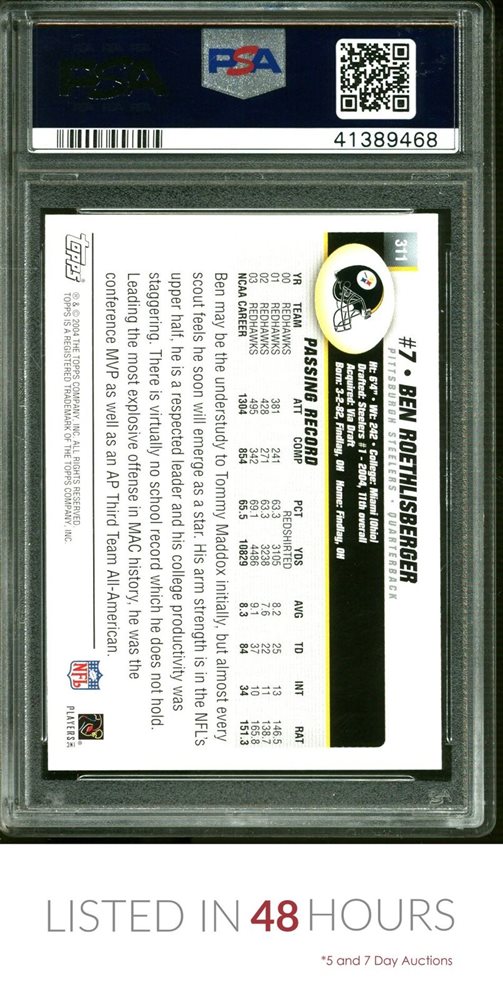 PSA
PSA
41389468
311
#7 • BEN ROETHLISBERGER
PITTSBURGH STEELERS • QUARTERBACK
Ht: 6'4" • Wt: 242 • College: Miami (Ohio)
Drafted: Steelers #1 - 2004, 11th overall
Acquired: Via Draft
Born: 3-2-82, Findlay, OH Home: Findlay, OH
PASSING RECORD
YR TEAM ATT COMP PCT YDS AVG TD INT RAT
00 REDHAWKS REDSHIRTED
01 REDHAWKS 381 241 63.3 3105 8.2 25 13 146.5
02 REDHAWKS 428 271 63.3 3238 7.6 22 11 138.7
03 REDHAWKS 495 342 69.1 4486 9.1 37 10 165.8
NCAA CAREER 1304 854 65.5 10829 8.3 84 34 151.3
Ben may be the understudy to Tommy Maddox initially, but almost every
scout feels he soon will emerge as a star. His arm strength is in the NFL's
upper half, he is a respected leader and his college productivity was
staggering. There is virtually no school record which he does not hold.
Leading the most explosive offense in MAC history, he was the
conference MVP as well as an AP Third Team All-American.
topps
® & © 2004 THE TOPPS COMPANY, INC. ALL RIGHTS RESERVED
TOPPS IS A REGISTERED TRADEMARK OF THE TOPPS COMPANY, INC.
NFL
PLAYERS INC
LISTED IN 48 HOURS
*5 and 7 Day Auctions